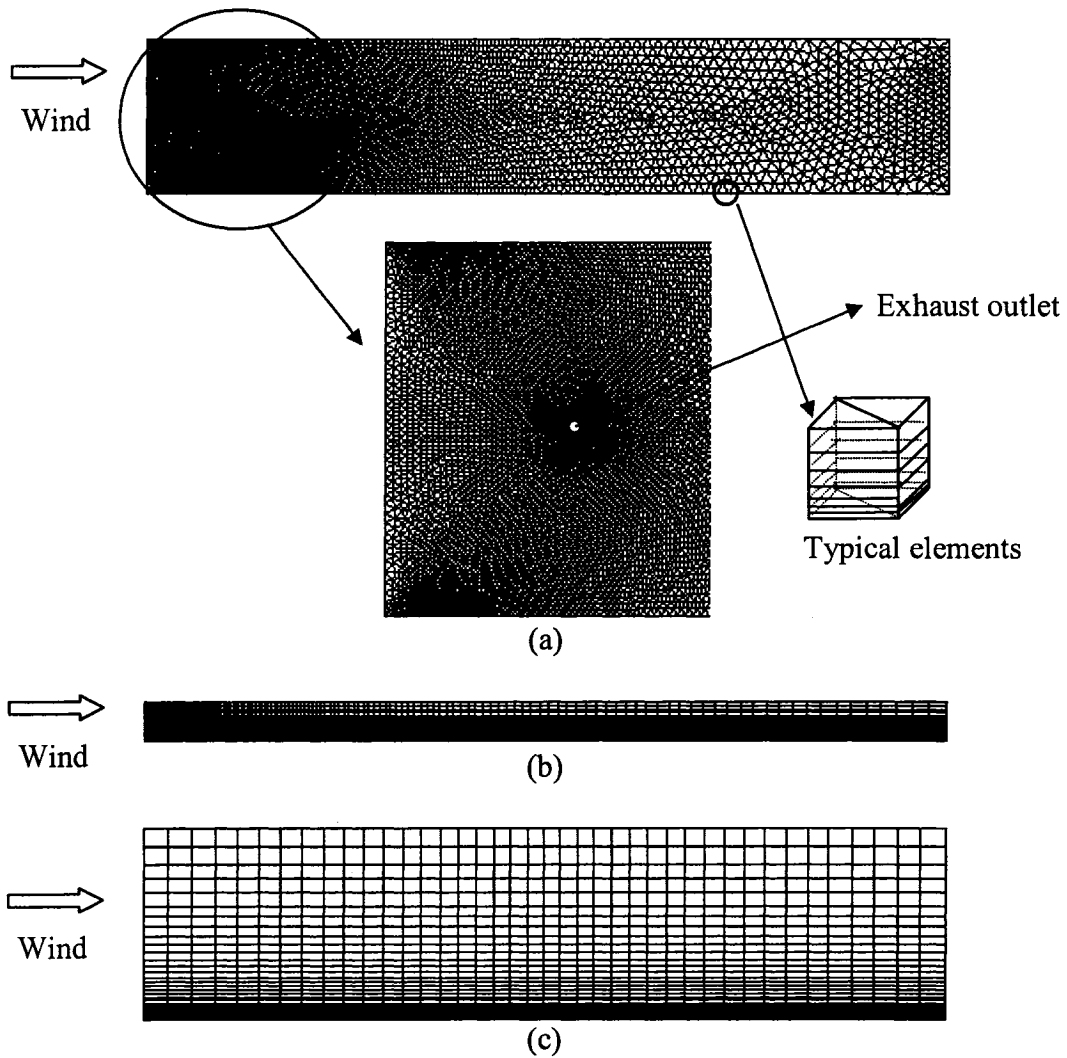 Wind
Exhaust outlet
Typical elements
(a)
Wind
(b)
Wind
(c)